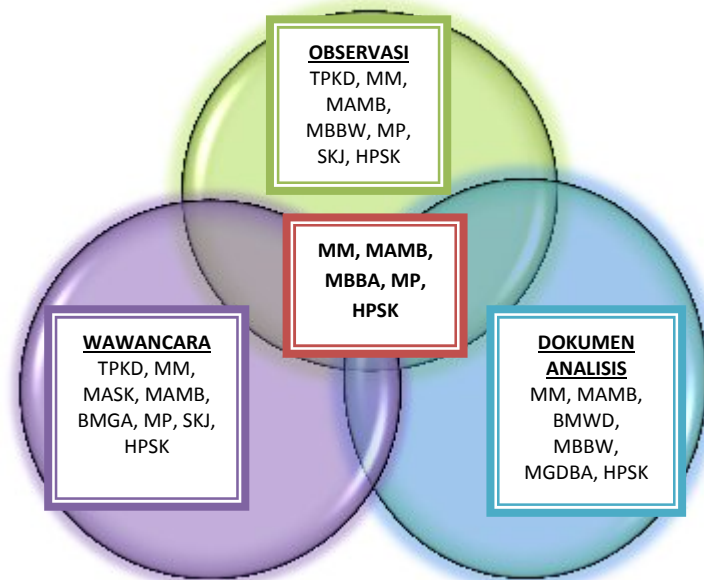 OBSERVASI
TPKD, MM,
MAMB,
MBBW, MP,
SKJ, HPSK
MM, MAMB,
MBBA, MP,
HPSK
WAWANCARA
TPKD, MM,
MASK, MAMB,
BMGA, MP, SKJ,
HPSK
DOKUMEN
ANALISIS
MM, MAMB,
BMWD,
MBBW,
MGDBA, HPSK